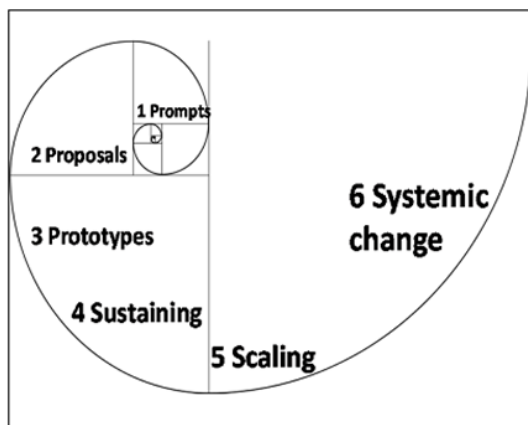 1 Prompts
2 Proposals
3 Prototypes
4 Sustaining
5 Scaling
6 Systemic
change